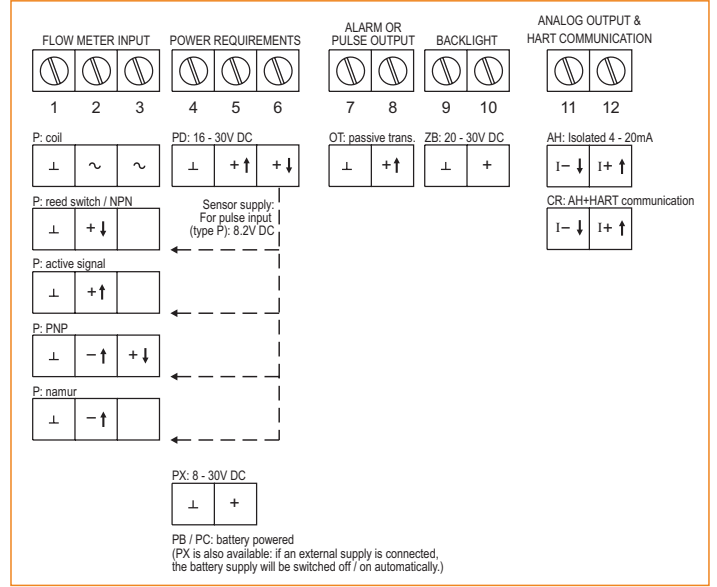 FLOW METER INPUT
POWER REQUIREMENTS
ALARM OR
PULSE OUTPUT
BACKLIGHT
ANALOG OUTPUT &
HART COMMUNICATION
1 2 3 4 5 6 7 8 9 10 11 12
P: coil
⊥ ~ ~
PD: 16 - 30V DC
⊥ +↑ +↓
OT: passive trans.
⊥ +↑
ZB: 20 - 30V DC
⊥ +
AH: Isolated 4 - 20mA
I- ↓ I+ ↑
P: reed switch / NPN
⊥ +↓
Sensor supply:
For pulse input
(type P): 8.2V DC
CR: AH+HART communication
I- ↓ I+ ↑
P: active signal
⊥ +↑
P: PNP
⊥ -↑ +↓
P: namur
⊥ -↑
PX: 8 - 30V DC
⊥ +
PB / PC: battery powered
(PX is also available: if an external supply is connected,
the battery supply will be switched off / on automatically.)